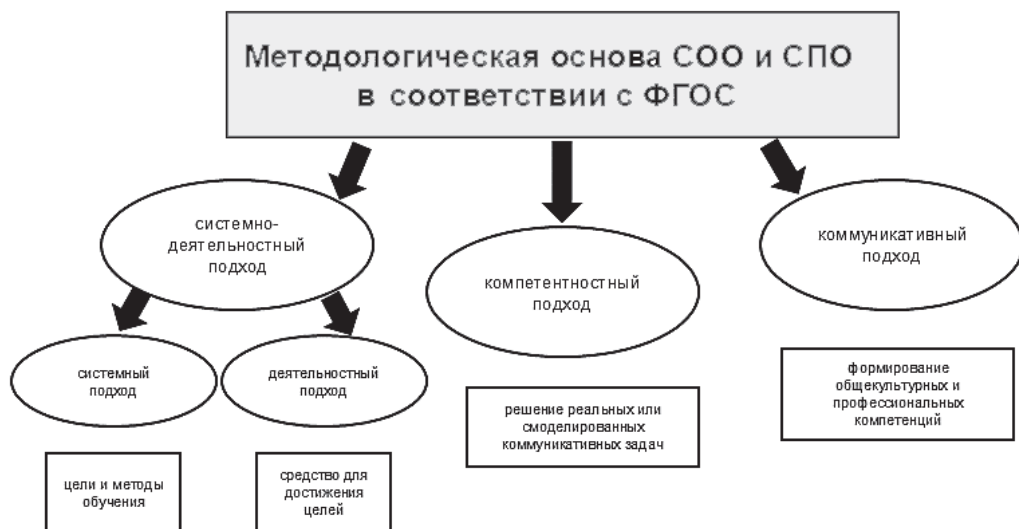 Методологическая основа СОО и СПО
в соответствии с ФГОС
системно-
деятельностный
подход
коммуникативный
подход
компетентностный
подход
системный
подход
деятельностный
подход
формирование
общекультурных и
профессиональных
компетенций
решение реальных или
смоделированных
коммуникативных задач
цели и методы
обучения
средство для
достижения
целей